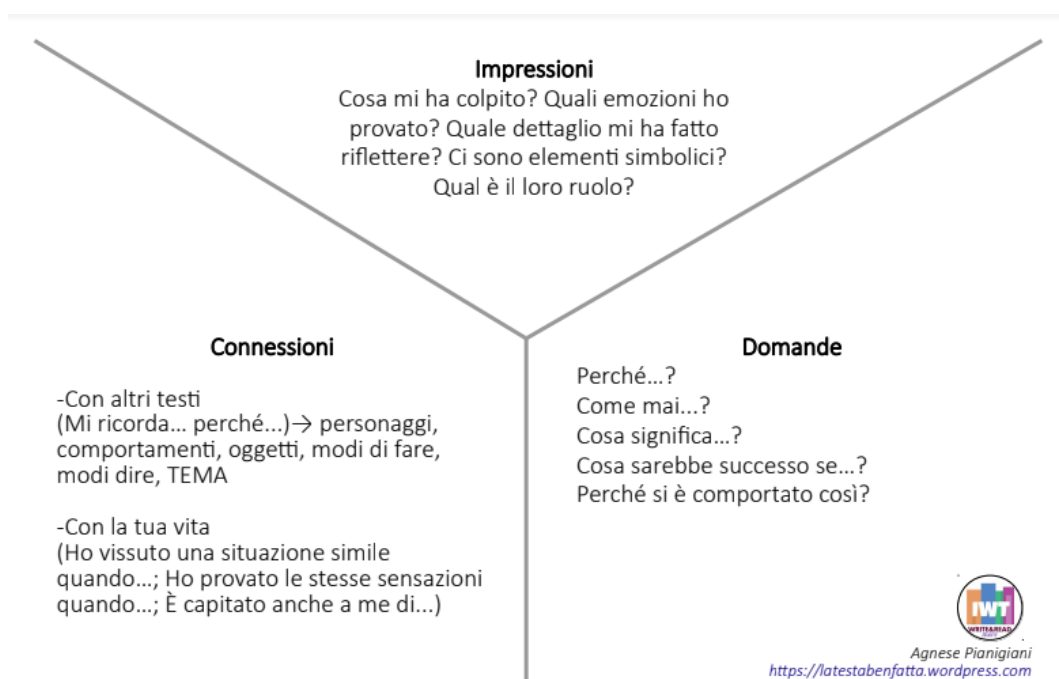 Impressioni
Cosa mi ha colpito? Quali emozioni ho
provato? Quale dettaglio mi ha fatto
riflettere? Ci sono elementi simbolici?
Qual è il loro ruolo?
Connessioni
-Con altri testi
(Mi ricorda... perché...)→ personaggi,
comportamenti, oggetti, modi di fare,
modi dire, TEMA
-Con la tua vita
(Ho vissuto una situazione simile
quando...; Ho provato le stesse sensazioni
quando...; È capitato anche a me di...)
Domande
Perché...?
Come mai...?
Cosa significa...?
Cosa sarebbe successo se...?
Perché si è comportato così?
IWT
WRITE&READ
Agnese Pianigiani
https://latestabenfatta.wordpress.com